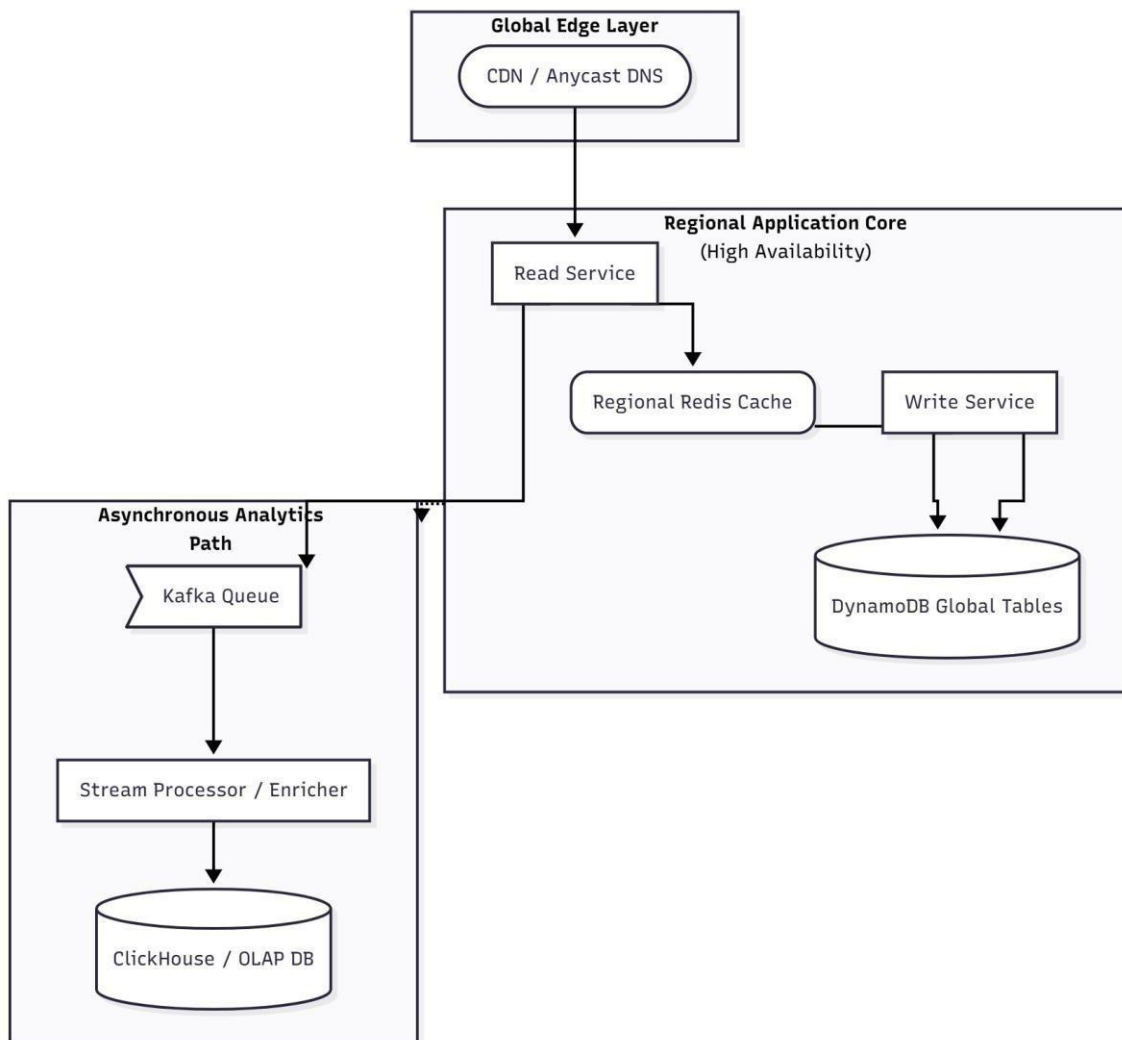 Global Edge Layer
CDN / Anycast DNS
Regional Application Core
(High Availability)
Read Service
Regional Redis Cache
Write Service
DynamoDB Global Tables
Asynchronous Analytics
Path
Kafka Queue
Stream Processor / Enricher
ClickHouse / OLAP DB